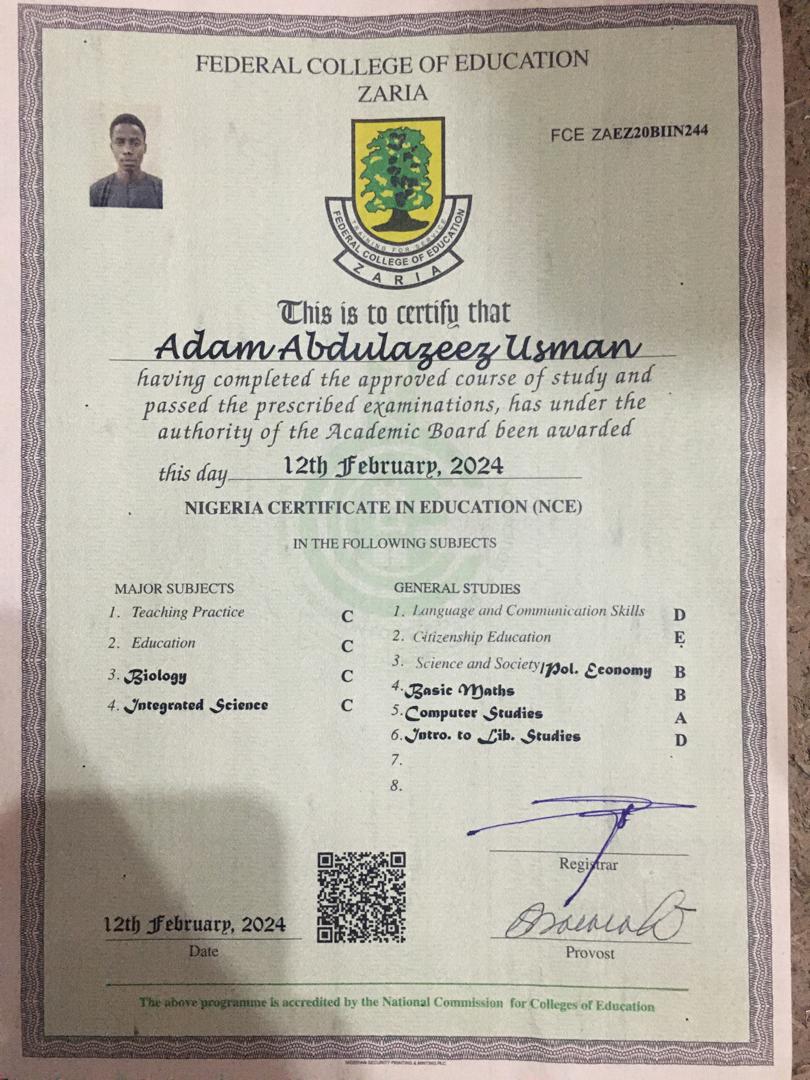 FEDERAL COLLEGE OF EDUCATION
ZARIA
FCE ZAEZ20BIIN244
TRAINING FOR SERVICE
FEDERAL COLLEGE OF EDUCATION
ZARIA
This is to certify that
Adam Abdulazeez Usman
having completed the approved course of study and
passed the prescribed examinations, has under the
authority of the Academic Board been awarded
this day 12th February, 2024
NIGERIA CERTIFICATE IN EDUCATION (NCE)
IN THE FOLLOWING SUBJECTS
MAJOR SUBJECTS
1. Teaching Practice C
2. Education C
3. Biology C
4. Integrated Science C
GENERAL STUDIES
1. Language and Communication Skills D
2. Citizenship Education E
3. Science and Society/Pol. Economy B
4. Basic Maths B
5. Computer Studies A
6. Intro. to Lib. Studies D
7.
8.
Registrar
12th February, 2024
Date
Provost
The above programme is accredited by the National Commission for Colleges of Education
NIGERIAN SECURITY PRINTING & MINTING PLC